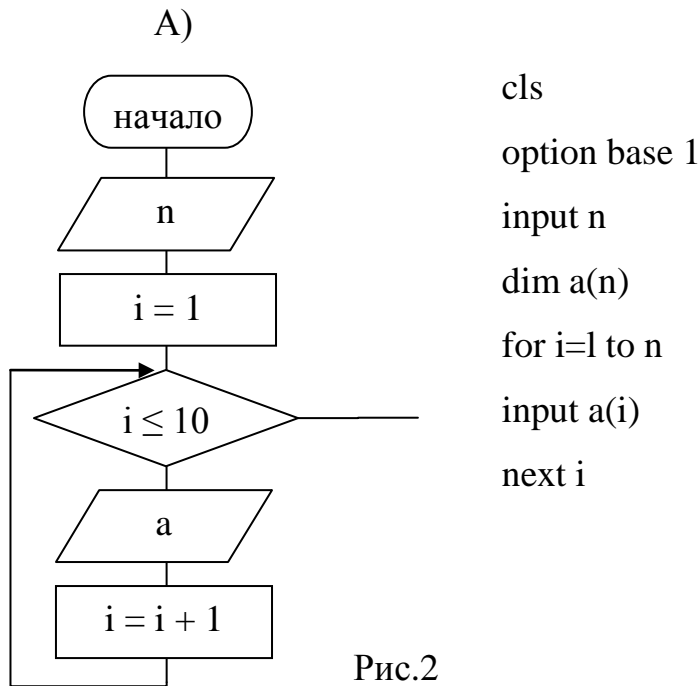 А)
начало
n
i = 1
i ≤ 10
a
i = i + 1
cls
option base 1
input n
dim a(n)
for i=l to n
input a(i)
next i
Рис.2